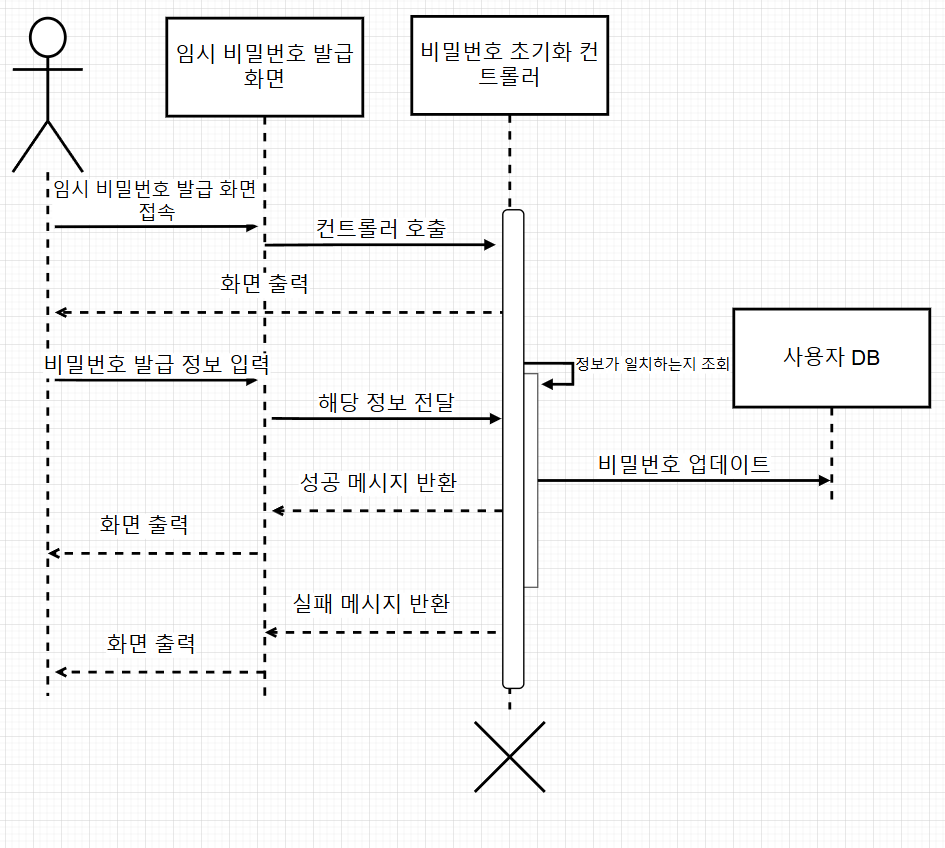 임시 비밀번호 발급
화면
비밀번호 초기화 컨
트롤러
임시 비밀번호 발급 화면
접속
컨트롤러 호출
화면 출력
사용자 DB
비밀번호 발급 정보 입력
정보가 일치하는지 조회
해당 정보 전달
비밀번호 업데이트
성공 메시지 반환
화면 출력
실패 메시지 반환
화면 출력